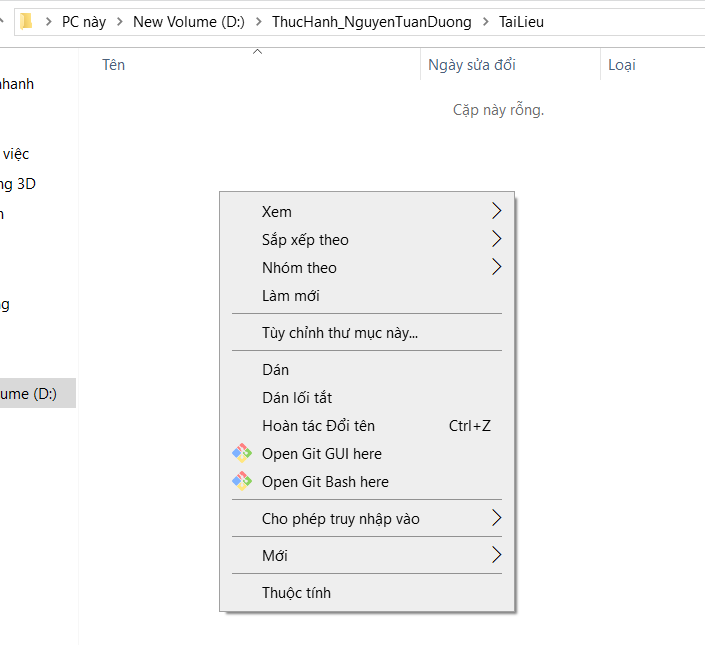 PC này > New Volume (D:) > ThucHanh_NguyenTuanDuong > TaiLieu
Tên Ngày sửa đổi Loại
nhanh
Cặp này rỗng.
việc
ng 3D
n
g
ume (D:)
Xem
Sắp xếp theo
Nhóm theo
Làm mới
Tùy chỉnh thư mục này...
Dán
Dán lối tắt
Hoàn tác Đổi tên Ctrl+Z
Open Git GUI here
Open Git Bash here
Cho phép truy nhập vào
Mới
Thuộc tính